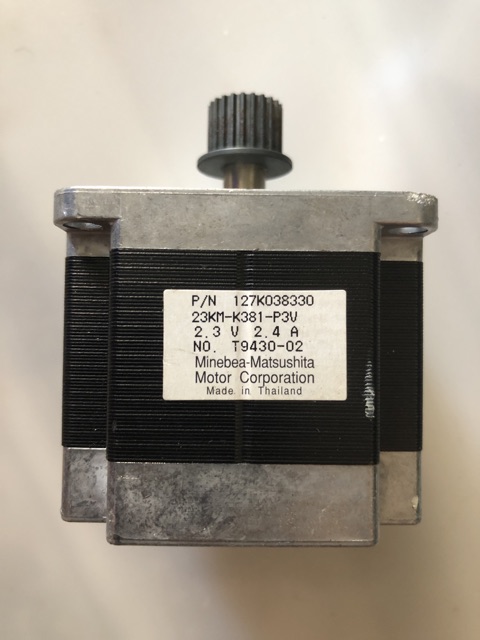 P/N 127K038330
23KM-K381-P3V
2.3 V 2.4 A
NO. T9430-02
Minebea-Matsushita
Motor Corporation
Made in Thailand